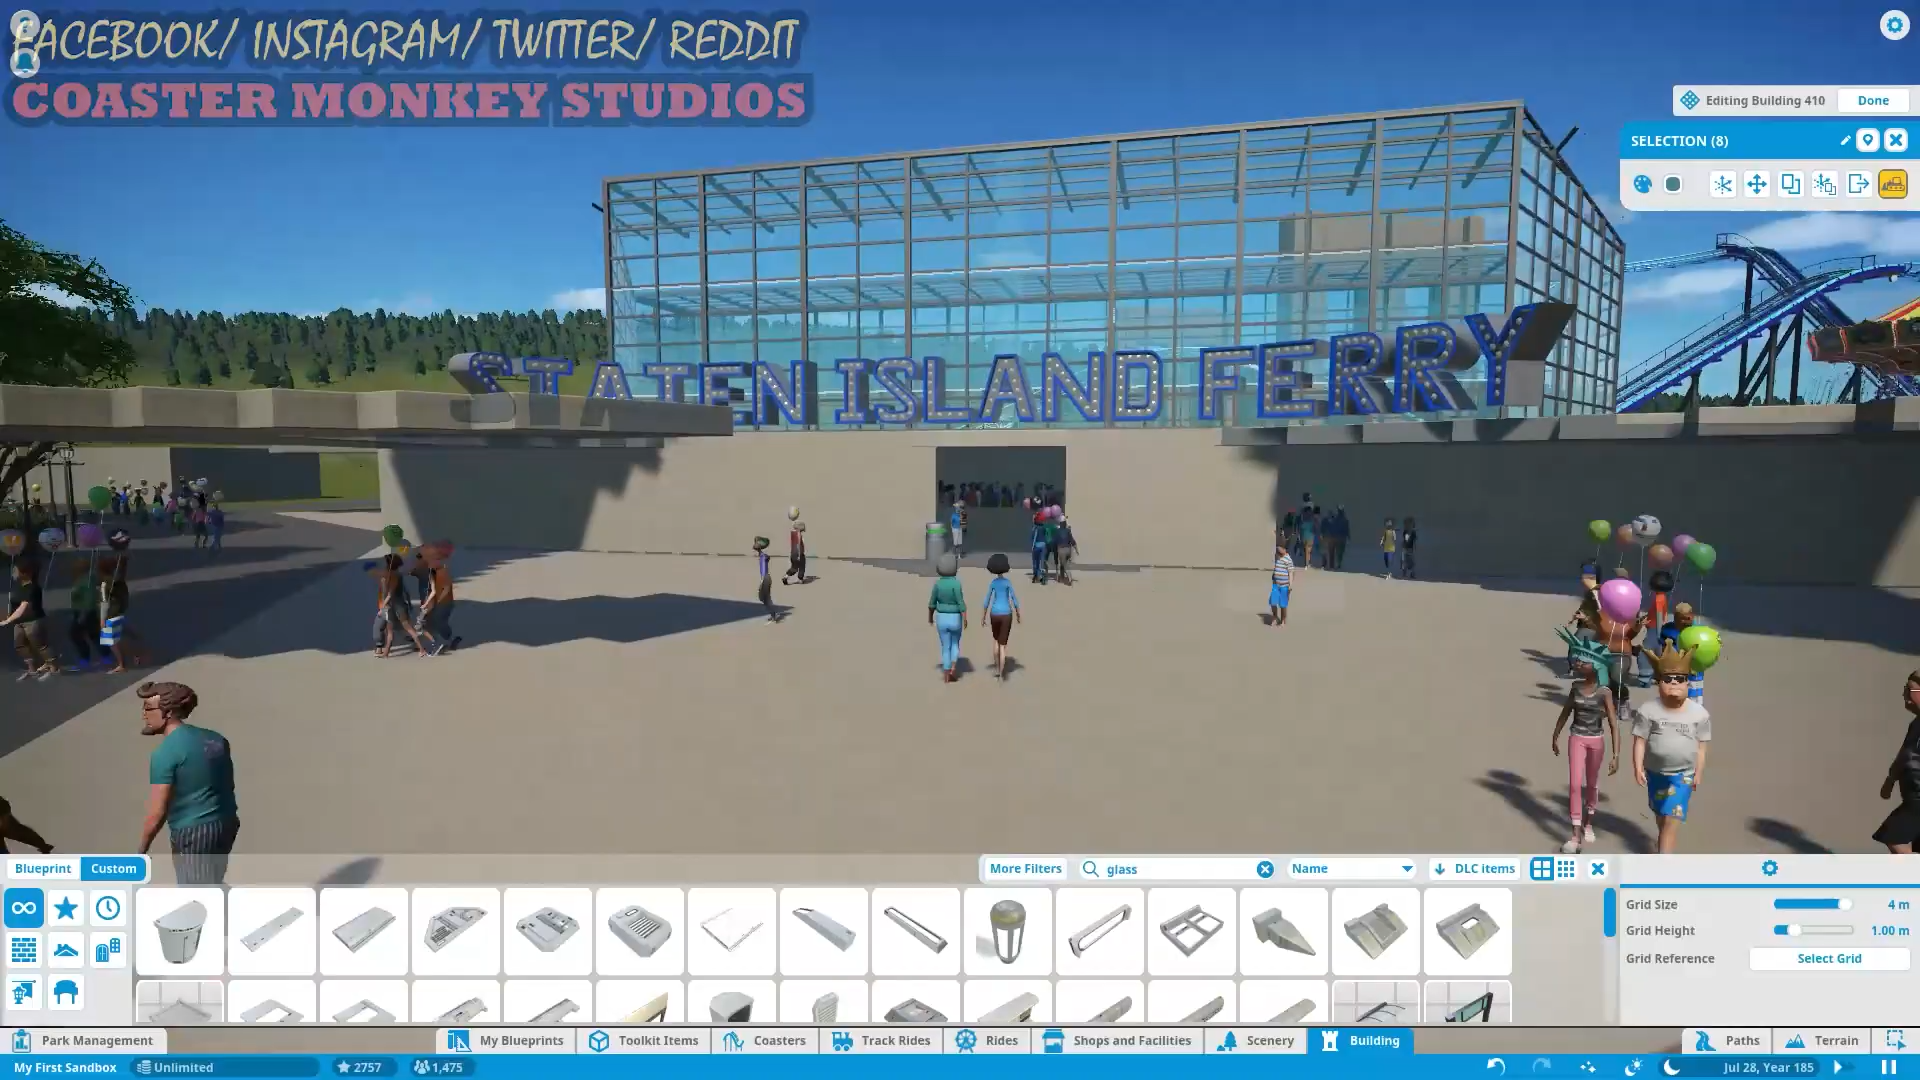 FACEBOOK/ INSTAGRAM/ TWITTER/ REDDIT
COASTER MONKEY STUDIOS
Editing Building 410
Done
SELECTION (8)
STATEN ISLAND FERRY
Blueprint
Custom
More Filters
glass
Name
DLC items
Grid Size
4 m
Grid Height
1.00 m
Grid Reference
Select Grid
Park Management
My Blueprints
Toolkit Items
Coasters
Track Rides
Rides
Shops and Facilities
Scenery
Building
Paths
Terrain
My First Sandbox
Unlimited
2757
1,475
Jul 28, Year 185